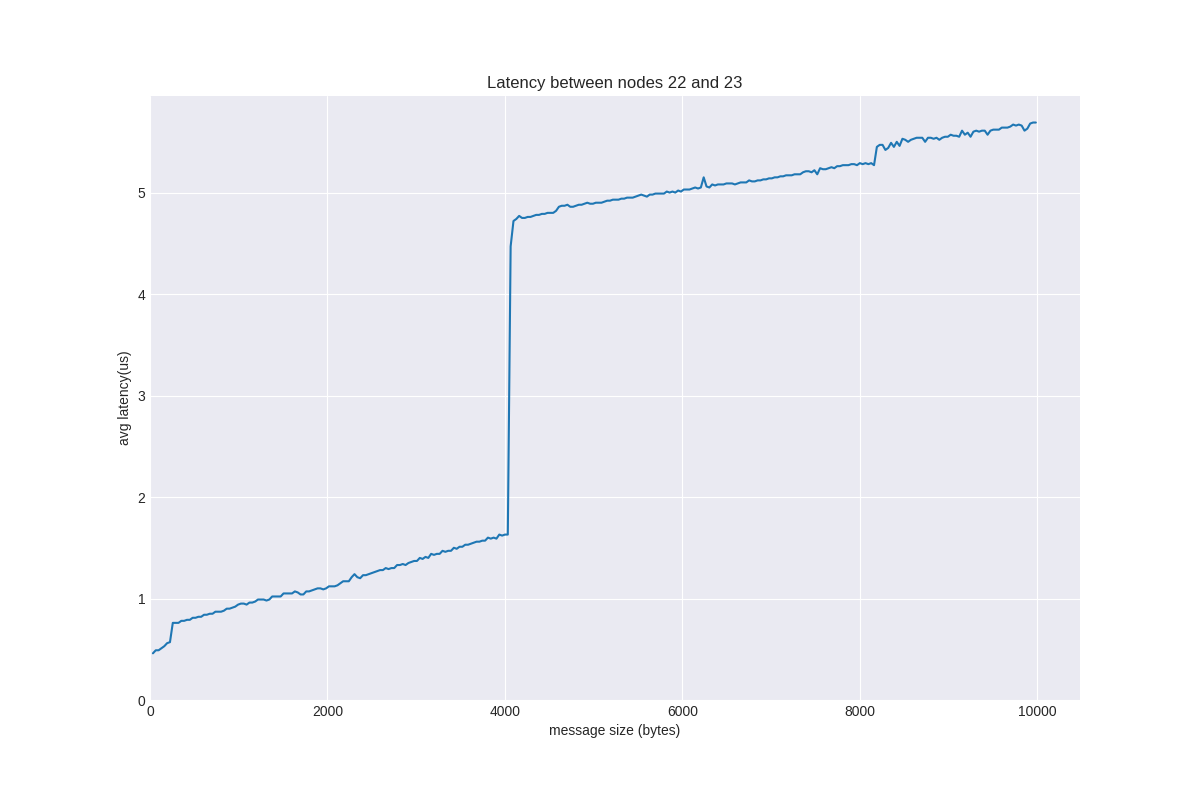 Latency between nodes 22 and 23
avg latency(us)
5
4
3
2
1
0
0 2000 4000 6000 8000 10000
message size (bytes)